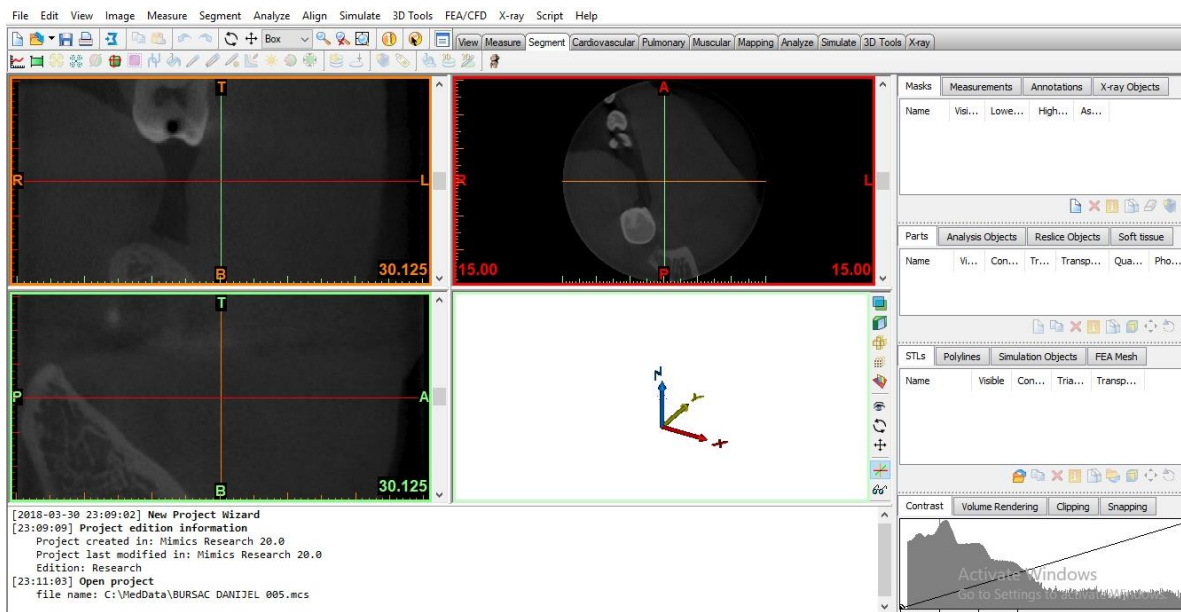 File Edit View Image Measure Segment Analyze Align Simulate 3D Tools FEA/CFD X-ray Script Help
Box
View Measure Segment Cardiovascular Pulmonary Muscular Mapping Analyze Simulate 3D Tools X-ray
T
R
L
B
30.125
A
R
L
P
15.00
15.00
T
P
A
B
30.125
Z
Y
X
Masks Measurements Annotations X-ray Objects
Name Visi... Lowe... High... As...
Parts Analysis Objects Reslice Objects Soft tissue
Name Vi... Con... Tr... Transp... Qua... Pho...
STLs Polylines Simulation Objects FEA Mesh
Name Visible Con... Tria... Transp...
Contrast Volume Rendering Clipping Snapping
Activate Windows
Go to Settings to activate Windows.
[2018-03-30 23:09:02] New Project Wizard
[23:09:09] Project edition information
Project created in: Mimics Research 20.0
Project last modified in: Mimics Research 20.0
Edition: Research
[23:11:03] Open project
file name: C:\MedData\BURSAC DANIJEL 005.mcs